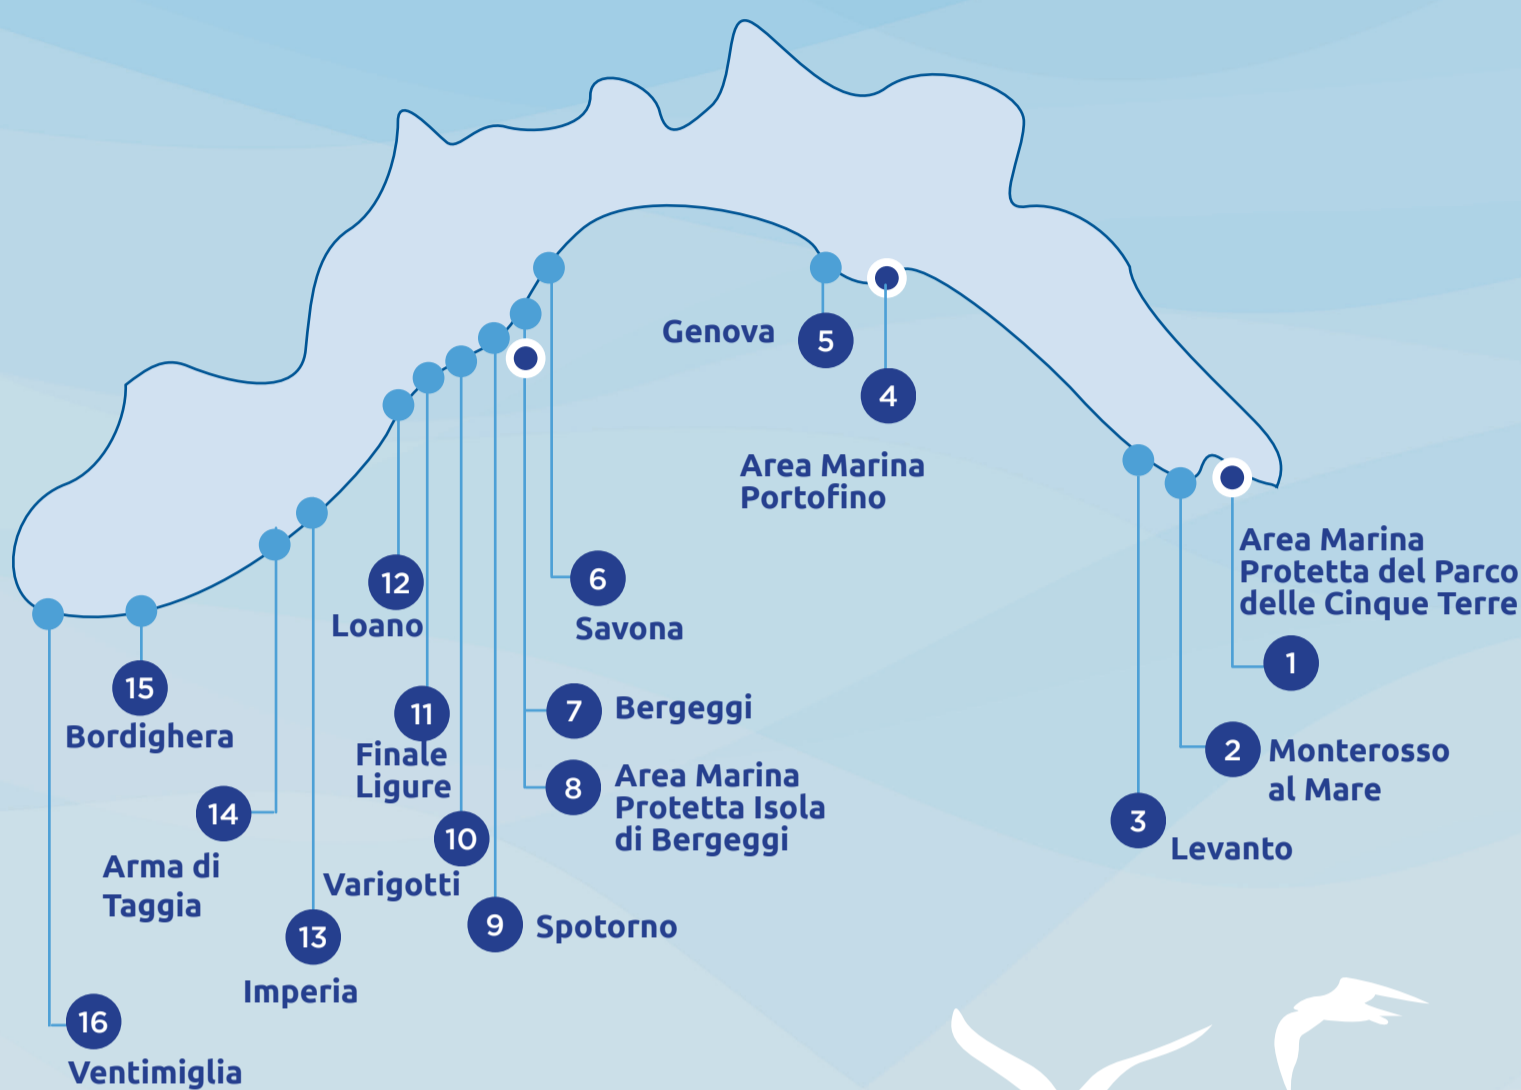 Genova
5
4
Area Marina
Portofino
Area Marina
Protetta del Parco
delle Cinque Terre
1
2
Monterosso
al Mare
3
Levanto
6
Savona
7
Bergeggi
8
Area Marina
Protetta Isola
di Bergeggi
9
Spotorno
10
Varigotti
11
Finale
Ligure
12
Loano
13
Imperia
14
Arma di
Taggia
15
Bordighera
16
Ventimiglia